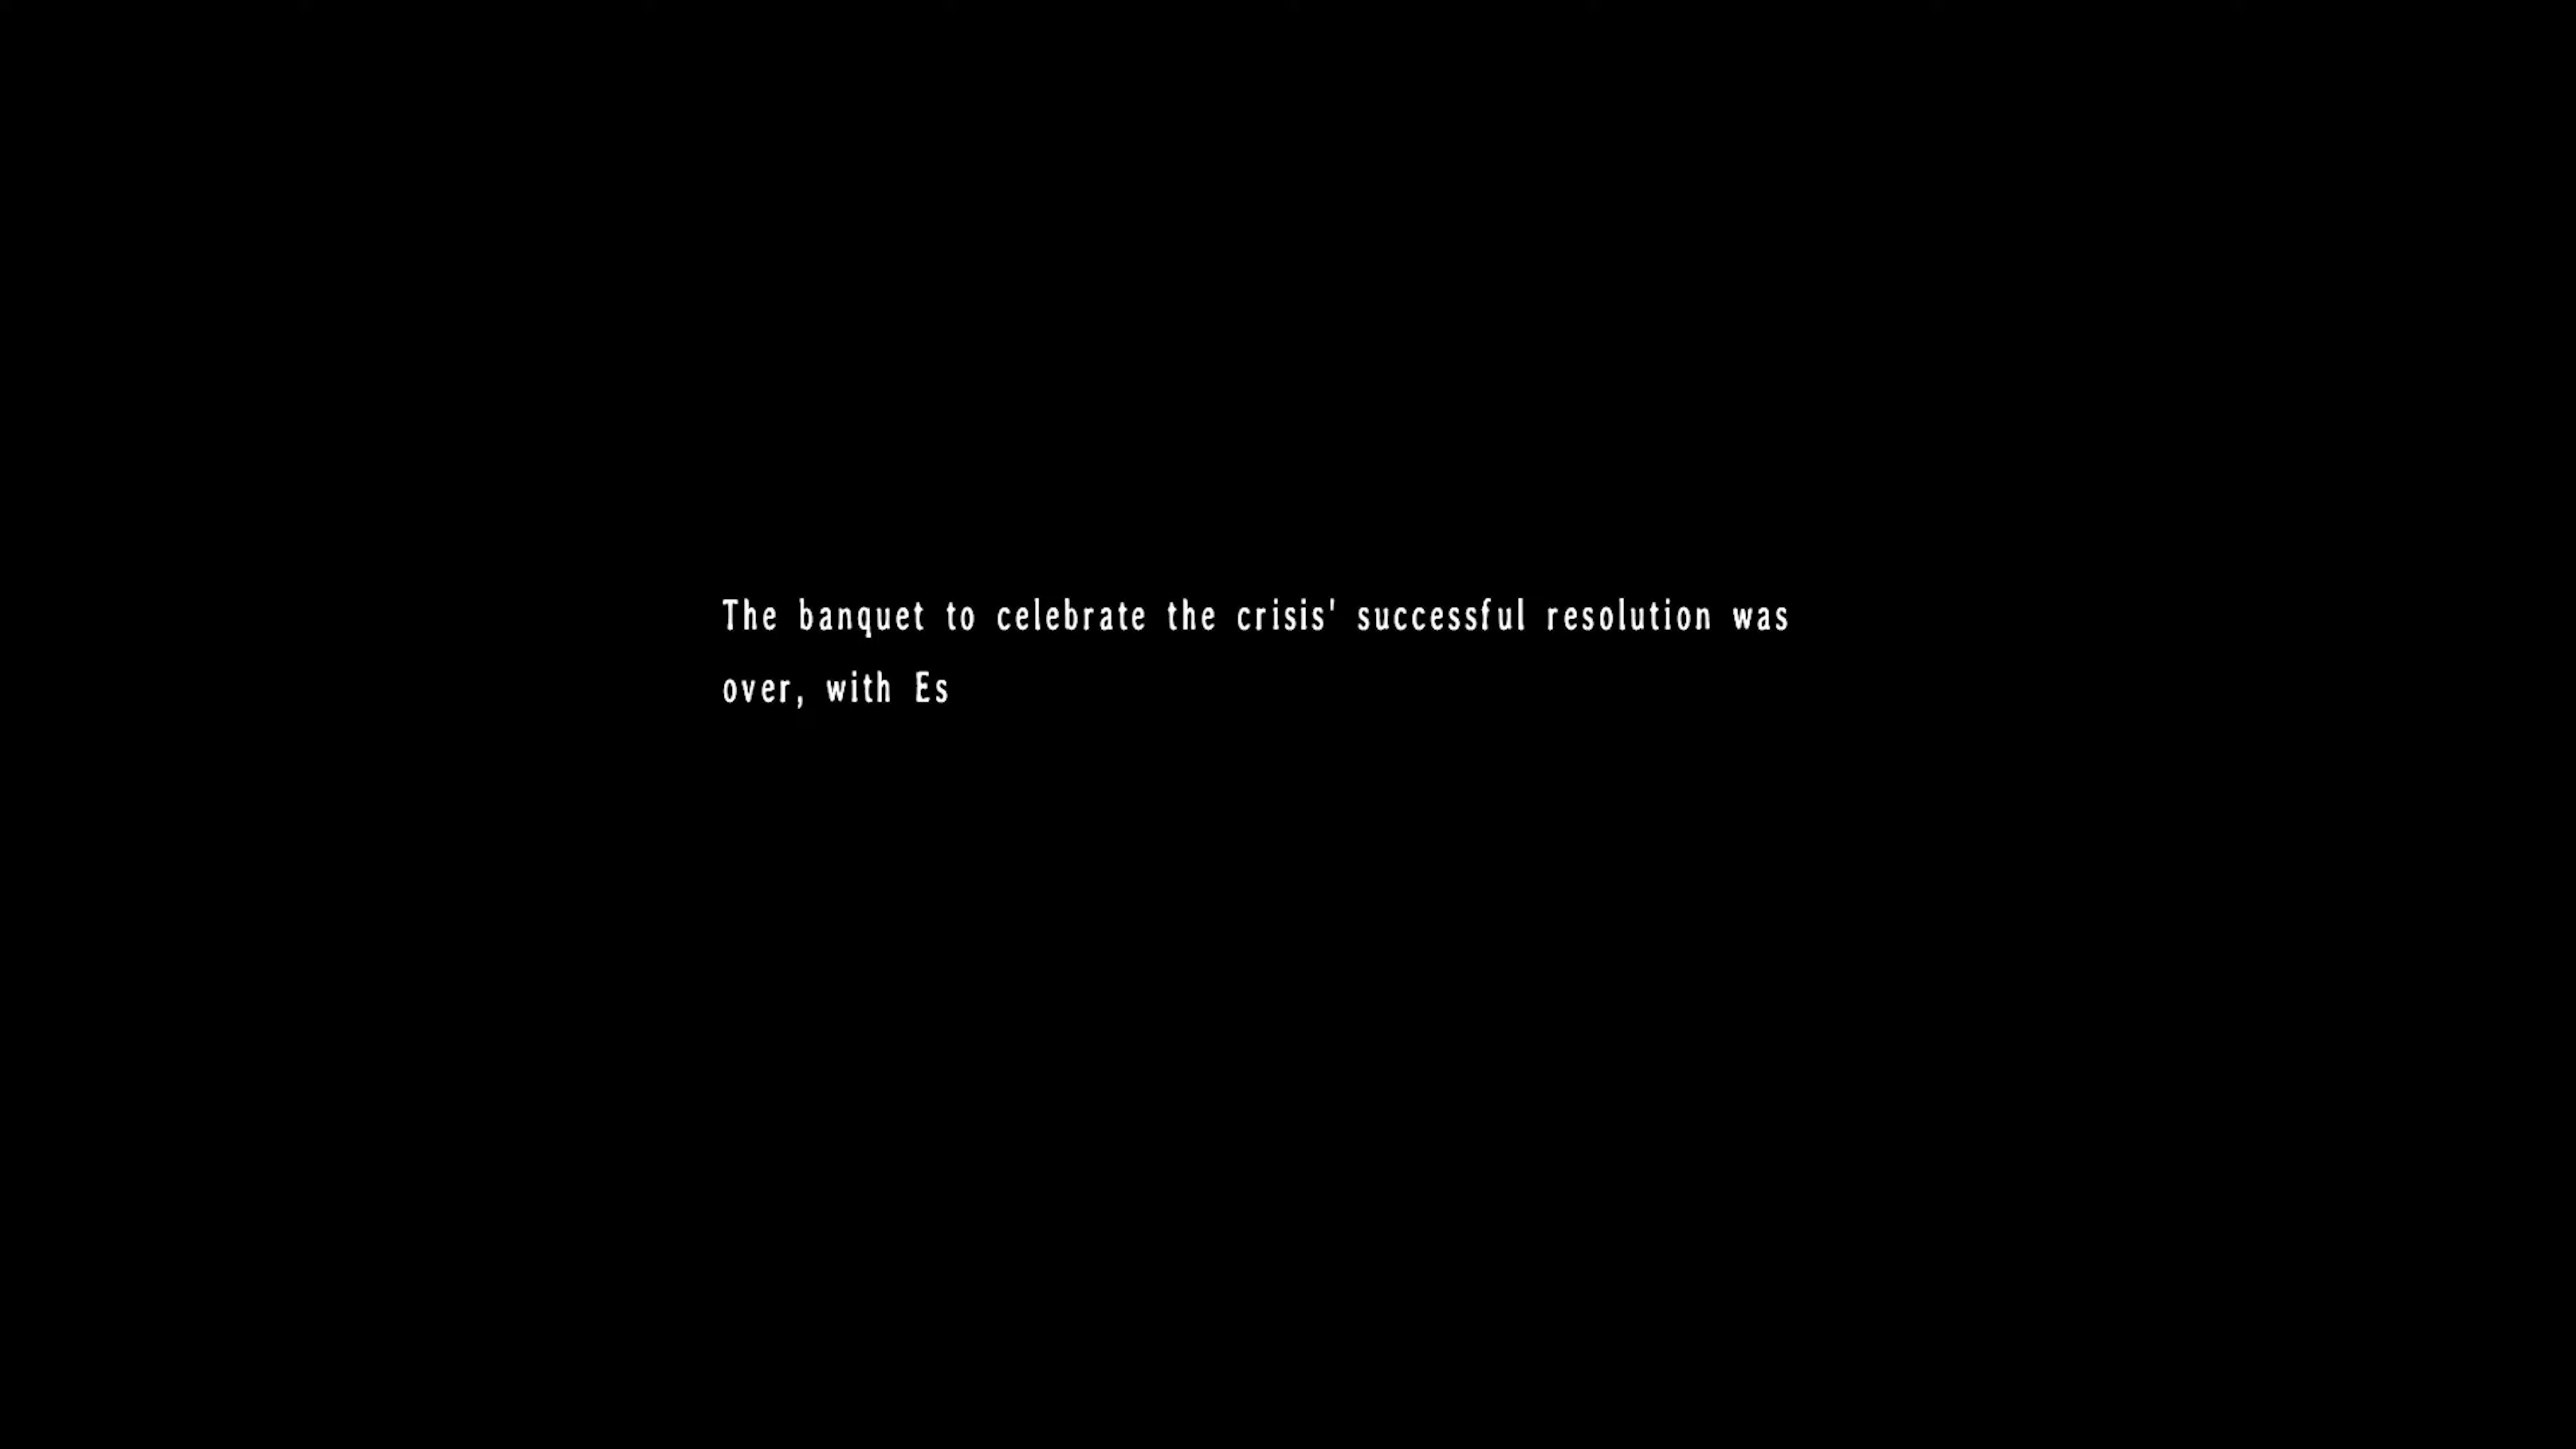 The banquet to celebrate the crisis' successful resolution was
over, with Es